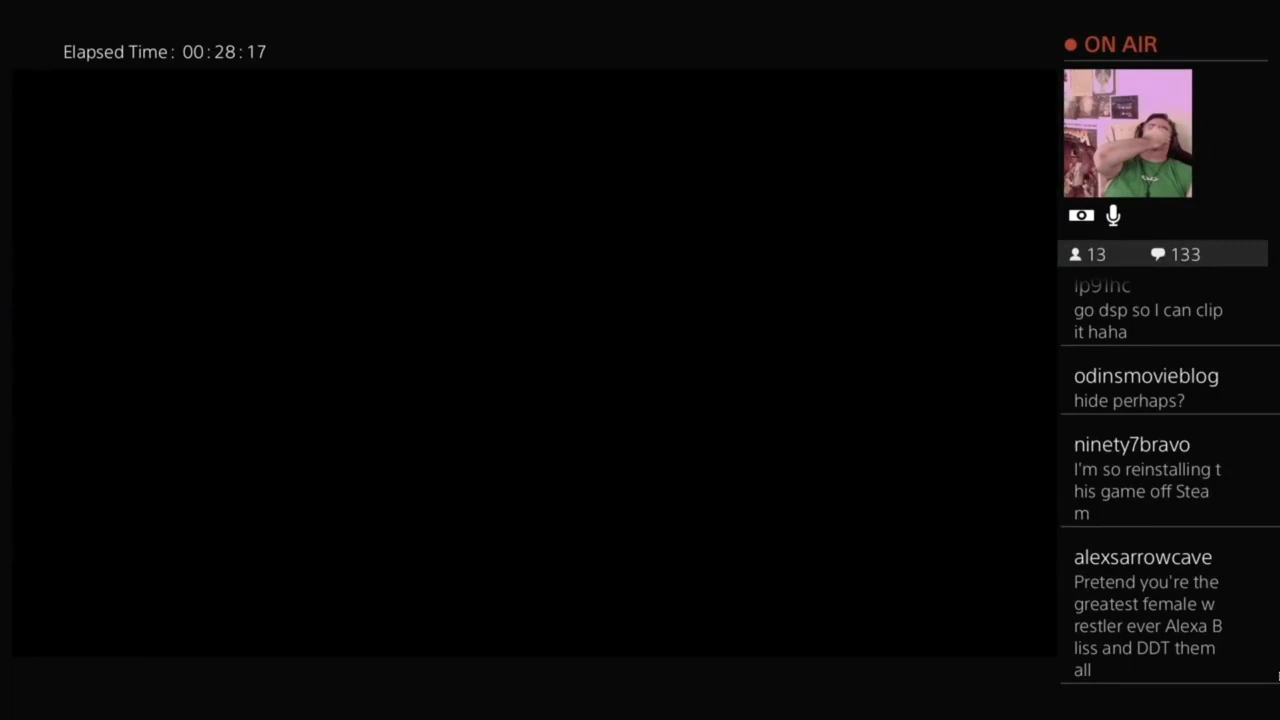 Elapsed Time: 00:28:17
ON AIR
13 133
lp91hc
go dsp so I can clip
it haha
odinsmovieblog
hide perhaps?
ninety7bravo
I'm so reinstalling t
his game off Stea
m
alexsarrowcave
Pretend you're the
greatest female w
restler ever Alexa B
liss and DDT them
all